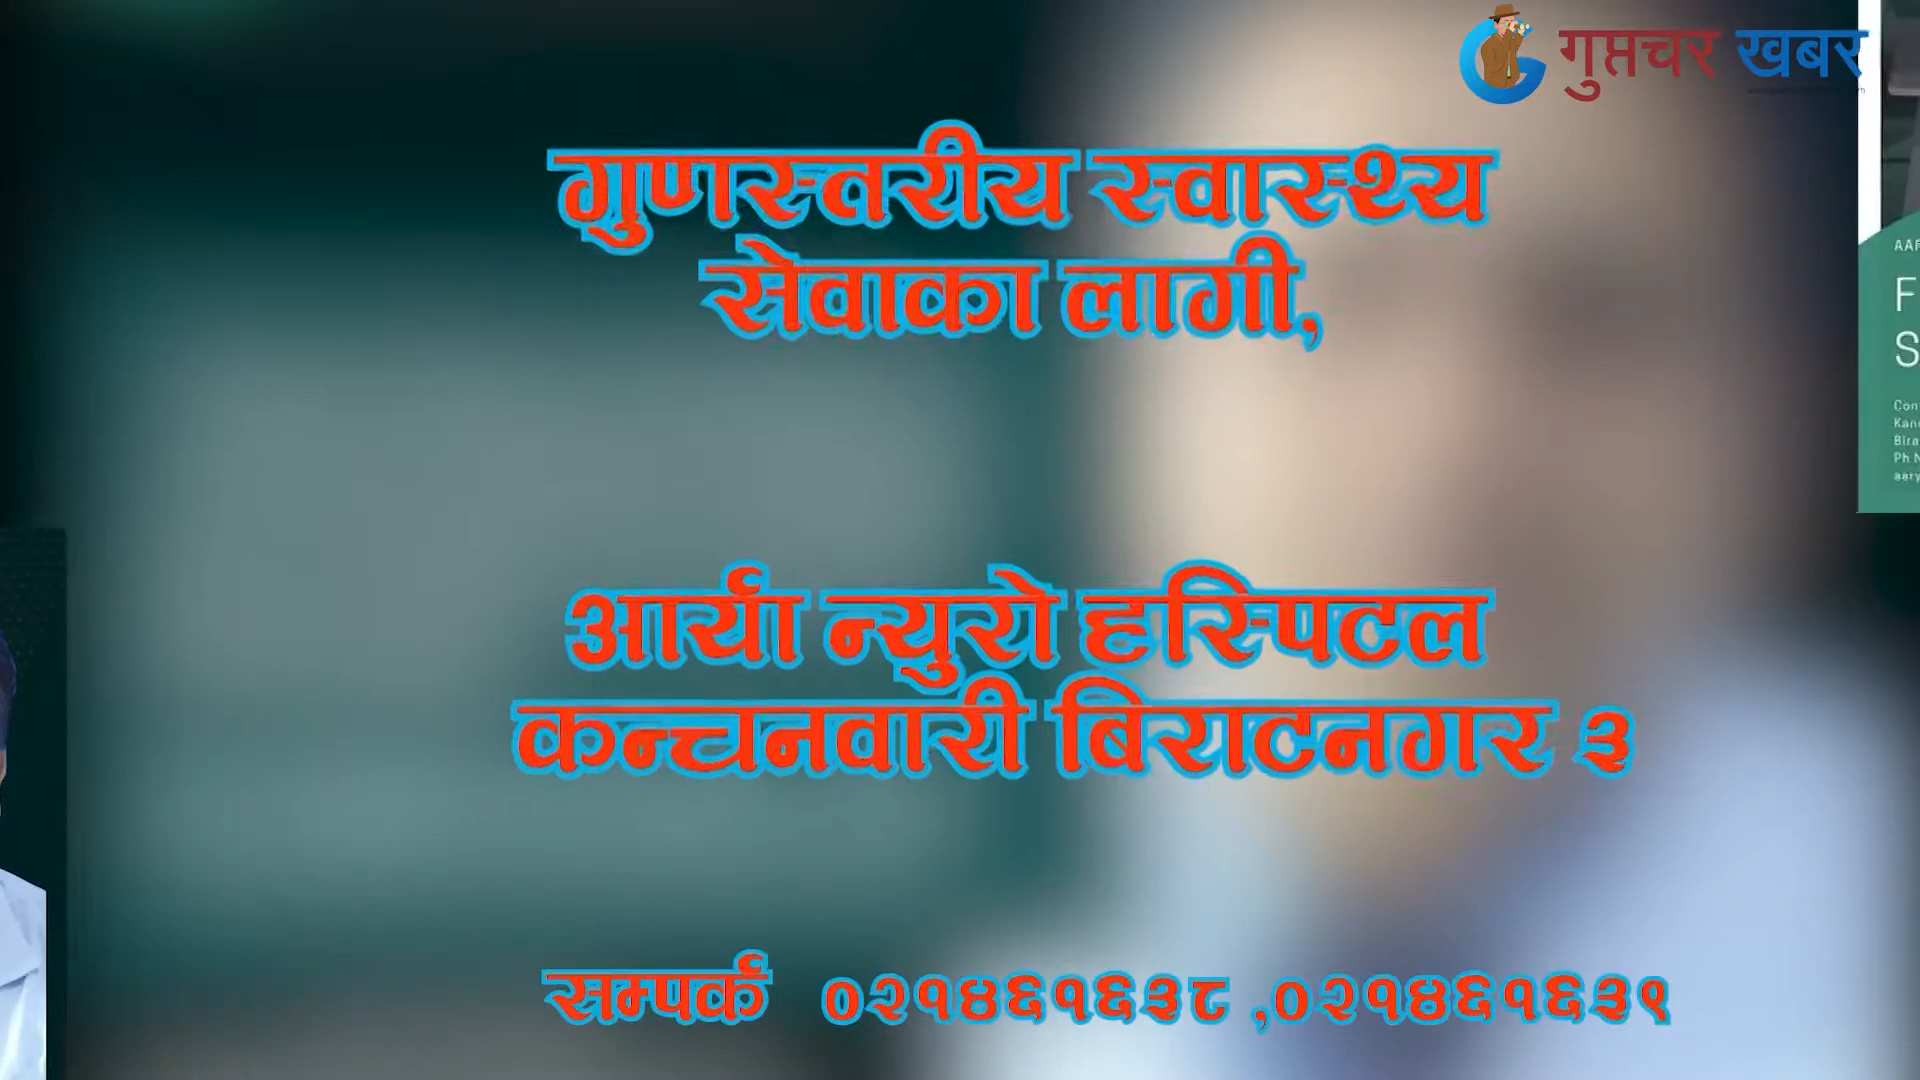 गुप्तचर खबर
गुणस्तरीय स्वास्थ्य
सेवाका लागी,
आर्या न्युरो हस्पिटल
कन्चनवारी बिराटनगर ३
सम्पर्क ०२१४६१६३८ ,०२१४६१६३९